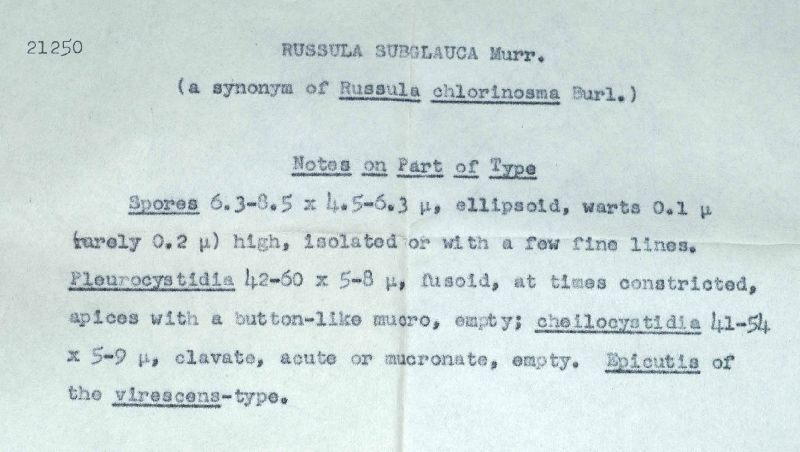 21250
RUSSULA SUBGLAUCA Murr.
(a synonym of Russula chlorinosma Burl.)
Notes on Part of Type
Spores 6.3-8.5 x 4.5-6.3 μ, ellipsoid, warts 0.1 μ
(rarely 0.2 μ) high, isolated or with a few fine lines.
Pleurocystidia 42-60 x 5-8 μ, fusoid, at times constricted,
apices with a button-like mucro, empty; cheilocystidia 41-54
x 5-9 μ, clavate, acute or mucronate, empty. Epicutis of
the virescens-type.